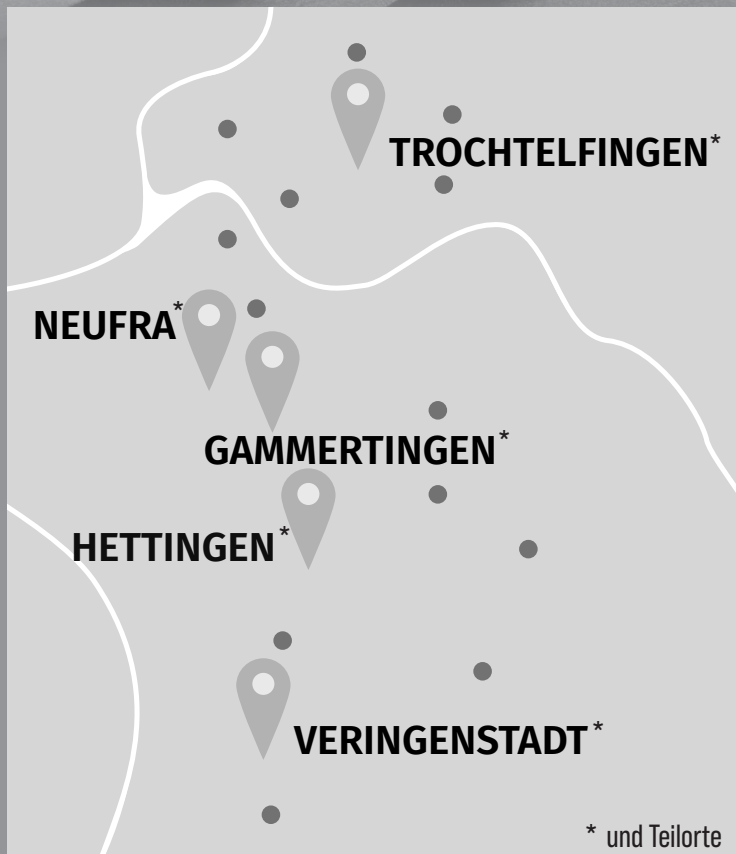 TROCHTELFINGEN*
NEUFRA*
GAMMERTINGEN*
HETTINGEN*
VERINGENSTADT*
* und Teilorte